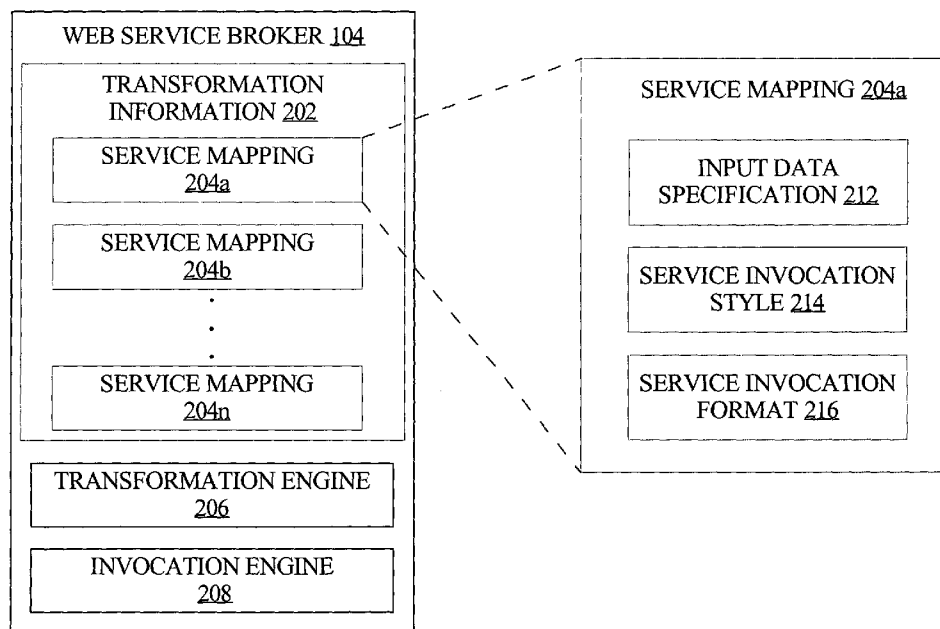 WEB SERVICE BROKER 104
TRANSFORMATION
INFORMATION 202
SERVICE MAPPING
204a
SERVICE MAPPING
204b
.
.
.
SERVICE MAPPING
204n
TRANSFORMATION ENGINE
206
INVOCATION ENGINE
208
SERVICE MAPPING 204a
INPUT DATA
SPECIFICATION 212
SERVICE INVOCATION
STYLE 214
SERVICE INVOCATION
FORMAT 216